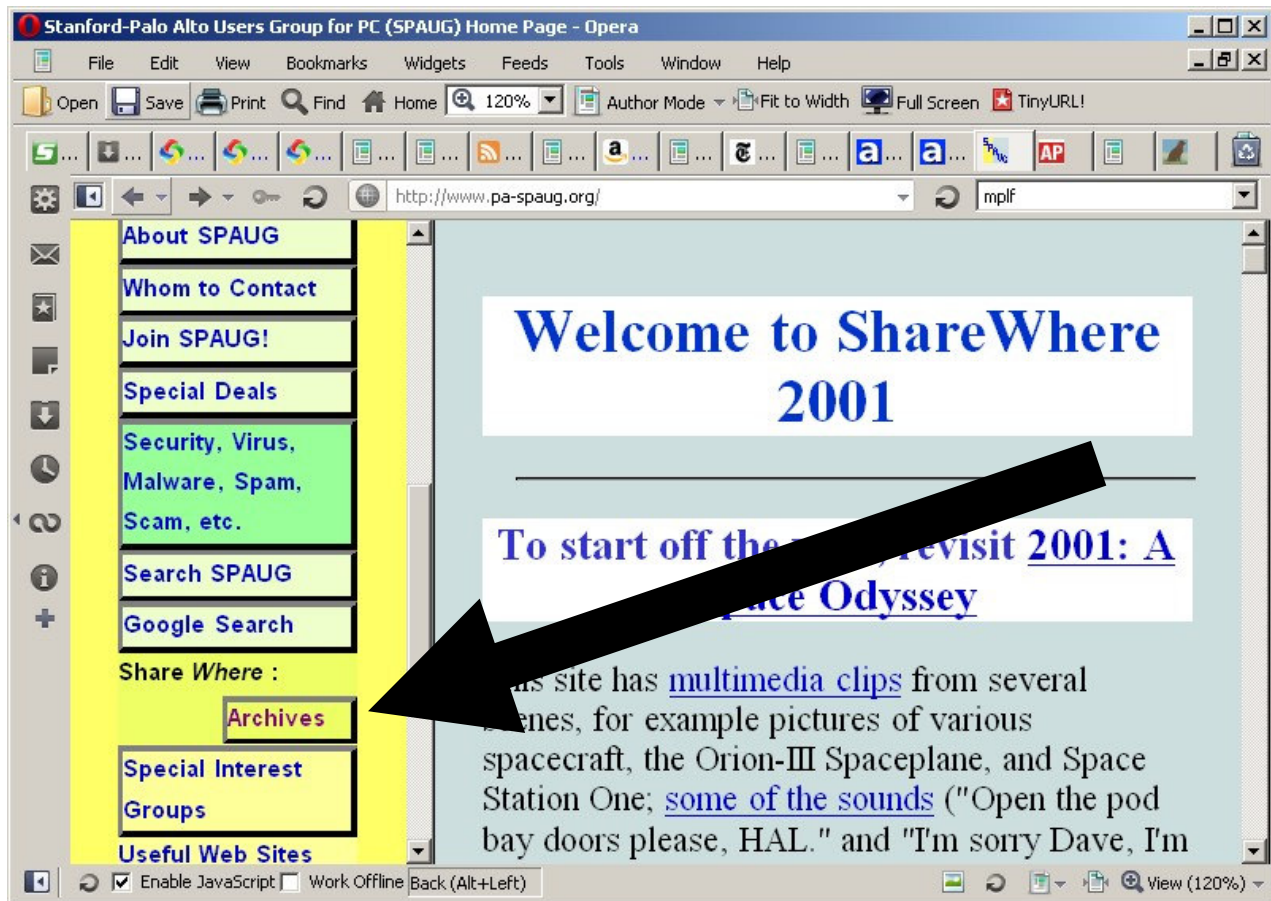 Stanford-Palo Alto Users Group for PC (SPAUG) Home Page - Opera
File Edit View Bookmarks Widgets Feeds Tools Window Help
Open Save Print Find Home 120% Author Mode Fit to Width Full Screen TinyURL!
S... ... ... ... ... ... ... ... ... a... ... T... ... a... a... SPAUG AP
http://www.pa-spaug.org/ mplf
About SPAUG
Whom to Contact
Join SPAUG!
Special Deals
Security, Virus,
Malware, Spam,
Scam, etc.
Search SPAUG
Google Search
Share Where :
Archives
Special Interest
Groups
Useful Web Sites
Welcome to ShareWhere
2001
To start off the revisit 2001: A
Odyssey
site has multimedia clips from several
scenes, for example pictures of various
spacecraft, the Orion-III Spaceplane, and Space
Station One; some of the sounds ("Open the pod
bay doors please, HAL." and "I'm sorry Dave, I'm
Enable JavaScript Work Offline Back (Alt+Left) View (120%)